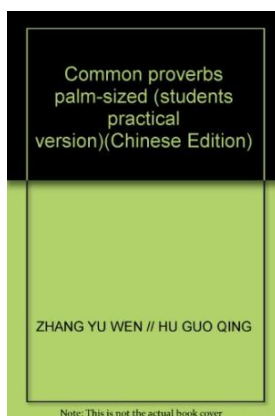 Common proverbs
palm-sized (students
practical
version)(Chinese Edition)
ZHANG YU WEN // HU GUO QING
Note: This is not the actual book cover